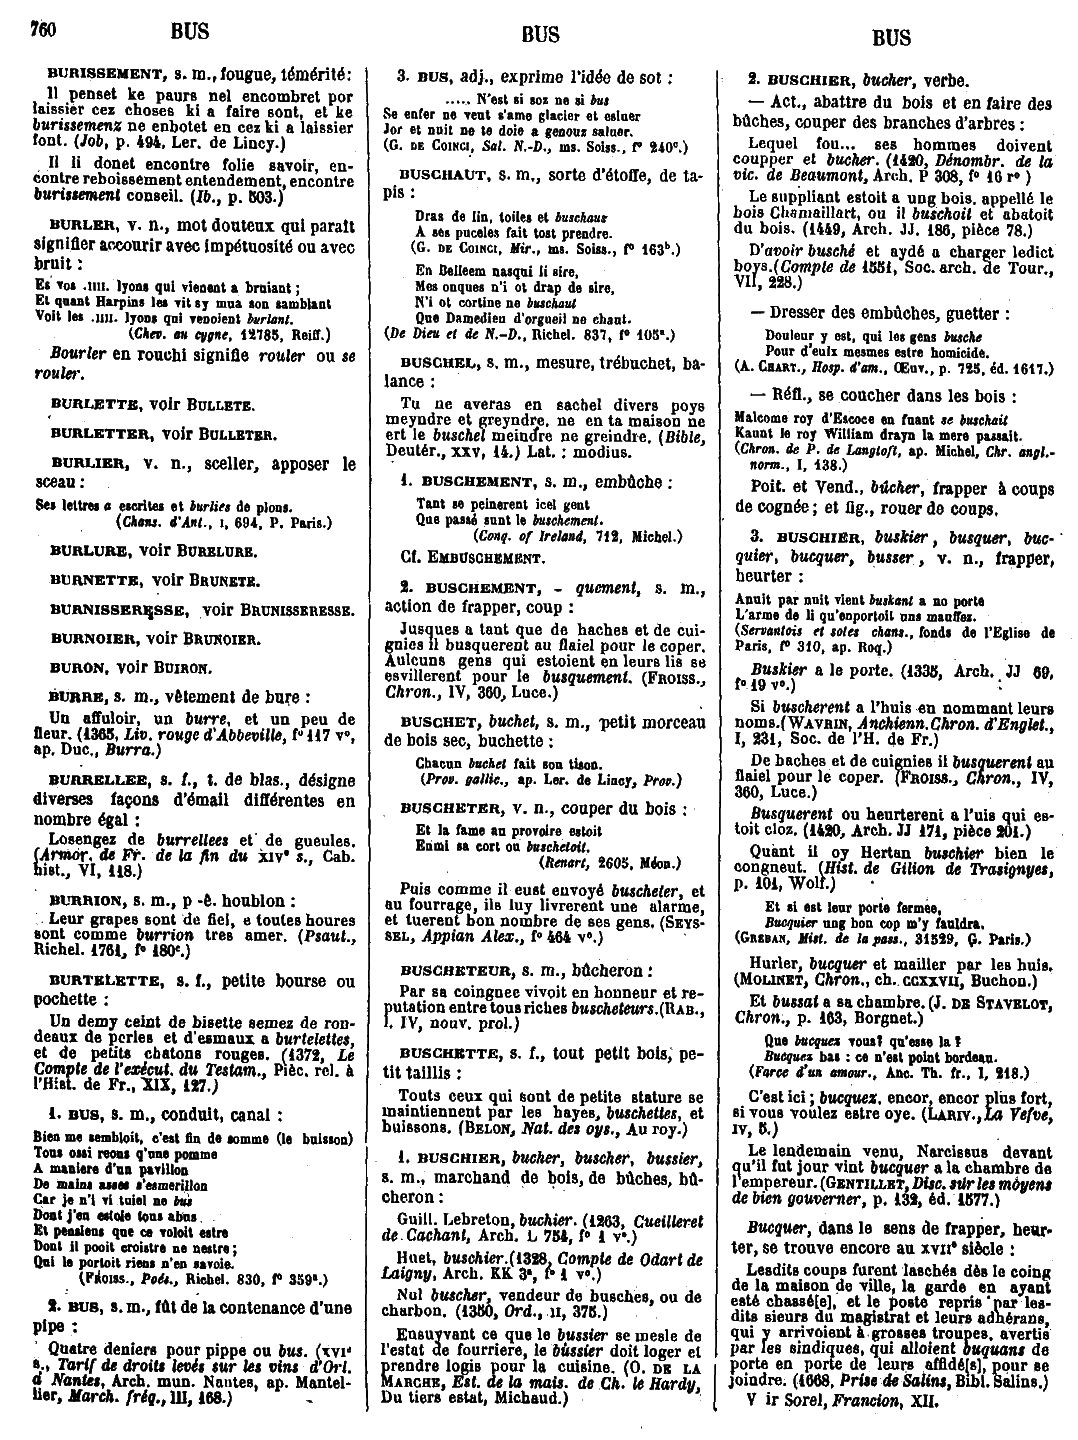 760 BUS
BURISSEMENT, s. m., fougue, témérité:
Il penset ke paurs nel encombret por
laissier cez choses ki a faire sont, et ke
burissemenz ne enbotet en cez ki a laissier
font. (Job, p. 494, Ler. de Lincy.)
Il li donet encontre folie savoir, en-
contre reboissement entendement, encontre
burissement conseil. (Ib., p. 503.)
BURLER, v. n., mot douteux qui paraît
signifier accourir avec impétuosité ou avec
bruit :
Es vos .IIII. lyons qui vienent a bruiant ;
Et quant Harpins les vit sy mua son samblant
Voit les .IIII. lyons qui venoient burlant.
(Chev. au cygne, 12785, Reiff.)
Bourler en rouchi signifie rouler ou se
rouler.
BURLETTE, voir BULLETE.
BURLETTER, voir BULLETER.
BURLIER, v. n., sceller, apposer le
sceau :
Ses lettres a escrites et burlies de plons.
(Chans. d'Ant., I, 694, P. Paris.)
BURLURE, voir BURELURE.
BURNETTE, voir BRUNETE.
BURNISSERESSE, voir BRUNISSERESSE.
BURNOIER, voir BRUNOIER.
BURON, voir BUIRON.
BURRE, s. m., vêtement de bure :
Un affuloir, un burre, et un peu de
fleur. (1365, Liv. rouge d'Abbeville, f° 117 v°,
ap. Duc., Burra.)
BURRELLEE, s. f., t. de blas., désigne
diverses façons d'émail différentes en
nombre égal :
Losengez de burrellees et de gueules.
(Armor. de Fr. de la fin du XIV° s., Cab.
hist., VI, 118.)
BURRION, s. m., p -ê. houblon :
Leur grapes sont de fiel, e toutes houres
sont comme burrion tres amer. (Psaut.,
Richel. 1761, f° 180°.)
BURTELETTE, s. f., petite bourse ou
pochette :
Un demy ceint de bisette semez de ron-
deaux de perles et d'esmaux a burtelettes,
et de petits chatons rouges. (1372, Le
Compte de l'exécut. du Testam., Pièc. rel. à
l'Hist. de Fr., XIX, 127.)
1. BUS, s. m., conduit, canal :
Bien me sembloit, c'est fin de somme (le buisson)
Tous ossi reons q'une pomme
A maniere d'un pavillon
De mains asses s'esmerillon
Car je n'i vi tuiel ne bus
Dont j'en estoie tous abus.
Et pensiens que ce voloit estre
Dont il pooit croistre ne nestre ;
Qui le portoit riens n'en savoie.
(FROISS., Poés., Richel. 830, f° 359ª.)
2. BUS, s. m., fût de la contenance d'une
pipe :
Quatre deniers pour pippe ou bus. (XVI°
s., Tarif de droits levés sur les vins d'Orl.
à Nantes, Arch. mun. Nantes, ap. Mantel-
lier, March. fréq., III, 168.)
BUS
3. BUS, adj., exprime l'idée de sot :
..... N'est si soz ne si bus
Se enfer ne veut s'ame glacier et esluer
Jor et nuit ne te doie a genouz saluer.
(G. DE COINCI, Sal. N.-D., ms. Soiss., f° 240°.)
BUSCHAUT, s. m., sorte d'étoffe, de ta-
pis :
Dras de lin, toiles et buschaus
A ses puceles fait tost prendre.
(G. DE COINCI, Mir., ms. Soiss., f° 163ᵇ.)
En Belleem nasqui li sire,
Mes onques n'i ot drap de sire,
N'i ot cortine ne buschaut
Que Damedieu d'orgueil ne chaut.
(De Dieu et de N.-D., Richel. 837, f° 105ª.)
BUSCHEL, s. m., mesure, trébuchet, ba-
lance :
Tu ne averas en sachel divers poys
meyndre et greyndre, ne en ta maison ne
ert le buschel meindre ne greindre. (Bible,
Deutér., XXV, 14.) Lat. : modius.
1. BUSCHEMENT, s. m., embûche :
Tant se peinerent icel gent
Que passé sunt le buschement.
(Conq. of Ireland, 712, Michel.)
Cf. EMBUSCHEMENT.
2. BUSCHEMENT, - quement, s. m.,
action de frapper, coup :
Jusques a tant que de haches et de cui-
gnies il busquerent au flaiel pour le coper.
Aulcuns gens qui estoient en leurs lis se
esvillerent pour le busquement. (FROISS.,
Chron., IV, 360, Luce.)
BUSCHET, buchet, s. m., petit morceau
de bois sec, buchette :
Chacun buchet fait son tison.
(Prov. gallic., ap. Ler. de Lincy, Prov.)
BUSCHETER, v. n., couper du bois :
Et la fame au provoire estoit
Enmi sa cort ou buschetoit.
(Renart, 2605, Méon.)
Puis comme il eust envoyé buscheter, et
au fourrage, ils luy livrerent une alarme,
et tuerent bon nombre de ses gens. (SEYS-
SEL, Appian Alex., f° 464 v°.)
BUSCHETEUR, s. m., bûcheron :
Par sa coingnee vivoit en honneur et re-
putation entre tous riches buscheteurs. (RAB.,
l. IV, nouv. prol.)
BUSCHETTE, s. f., tout petit bois, pe-
tit taillis :
Touts ceux qui sont de petite stature se
maintiennent par les hayes, buschettes, et
buissons. (BELON, Nat. des oys., Au roy.)
1. BUSCHIER, bucher, buscher, bussier,
s. m., marchand de bois, de bûches, bû-
cheron :
Guill. Lebreton, buchier. (1263, Cueilleret
de Cachant, Arch. L 754, f° 1 v°.)
Huet, buschier. (1328, Compte de Odart de
Laigny, Arch. KK 3ª, f° 1 v°.)
Nul buscher, vendeur de busches, ou de
charbon. (1350, Ord., II, 375.)
Ensuyvant ce que le bussier se mesle de
l'estat de fourriere, le bussier doit loger et
prendre logis pour la cuisine. (O. DE LA
MARCHE, Est. de la mais. de Ch. le Hardy,
Du tiers estat, Michaud.)
BUS
2. BUSCHIER, bucher, verbe.
— Act., abattre du bois et en faire des
bûches, couper des branches d'arbres :
Lequel fou... ses hommes doivent
coupper et bucher. (1420, Dénombr. de la
vic. de Beaumont, Arch. P 308, f° 16 r°)
Le suppliant estoit a ung bois, appellé le
bois Chamaillart, ou il buschoit et abatoit
du bois. (1449, Arch. JJ. 186, pièce 78.)
D'avoir busché et aydé a charger ledict
boys. (Compte de 1551, Soc. arch. de Tour.,
VII, 228.)
— Dresser des embûches, guetter :
Douleur y est, qui les gens busche
Pour d'eulx mesmes estre homicide.
(A. CHART., Hosp. d'am., Œuv., p. 725, éd. 1617.)
— Réfl., se coucher dans les bois :
Malcome roy d'Escoce en fuant se buschait
Kaunt le roy William drayn la mere passait.
(Chron. de P. de Langtoft, ap. Michel, Chr. angl.-
norm., I, 138.)
Poit. et Vend., bûcher, frapper à coups
de cognée ; et fig., rouer de coups.
3. BUSCHIER, buskier, busquer, buc-
quier, bucquer, busser, v. n., frapper,
heurter :
Anuit par nuit vient buskant a no porte
L'arme de li qu'enportoit uns mauffez.
(Servantois et sotes chans., fonds de l'Eglise de
Paris, f° 310, ap. Roq.)
Buskier a le porte. (1335, Arch. JJ 69,
f° 19 v°.)
Si buscherent a l'huis en nommant leurs
noms. (WAVRIN, Anchienn. Chron. d'Englet.,
I, 231, Soc. de l'H. de Fr.)
De haches et de cuignies il busquerent au
flaiel pour le coper. (FROISS., Chron., IV,
360, Luce.)
Busquerent ou heurterent a l'uis qui es-
toit cloz. (1420, Arch. JJ 171, pièce 201.)
Quant il oy Hertan buschier bien le
congneut. (Hist. de Gilion de Trasignyes,
p. 101, Wolf.)
Et si est leur porte fermee,
Bucquier ung bon cop m'y fauldra.
(GREBAN, Mist. de la pass., 31529, G. Paris.)
Hurler, bucquer et mailler par les huis.
(MOLINET, Chron., ch. CCXXVII, Buchon.)
Et bussat a sa chambre. (J. DE STAVELOT,
Chron., p. 163, Borgnet.)
Que bucquez vous? qu'esse la ?
Bucquez bas : ce n'est point bordeau.
(Farce d'un amour., Anc. Th. fr., I, 218.)
C'est ici ; bucquez, encor, encor plus fort,
si vous voulez estre oye. (LARIV., La Vefve,
IV, 5.)
Le lendemain venu, Narcissus devant
qu'il fut jour vint bucquer a la chambre de
l'empereur. (GENTILLET, Disc. sur les moyens
de bien gouverner, p. 132, éd. 1577.)
Bucquer, dans le sens de frapper, heur-
ter, se trouve encore au XVII° siècle :
Lesdits coups furent laschés dès le coing
de la maison de ville, la garde en ayant
esté chassé[e], et le poste repris par les-
dits sieurs du magistrat et leurs adhérans,
qui y arrivoient à grosses troupes, avertis
par les sindiques, qui alloient buquans de
porte en porte de leurs affidé[s], pour se
joindre. (1668, Prise de Salins, Bibl. Salins.)
V ir Sorel, Francion, XII.